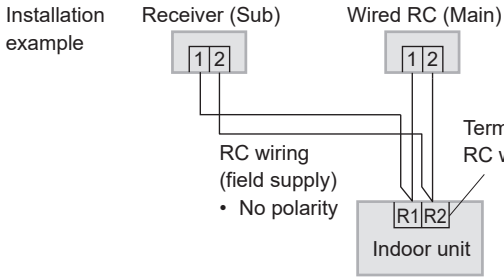 Installation
example
Receiver (Sub)
Wired RC (Main)
1 2
1 2
RC wiring
(field supply)
• No polarity
RC
R1 R2
Indoor unit